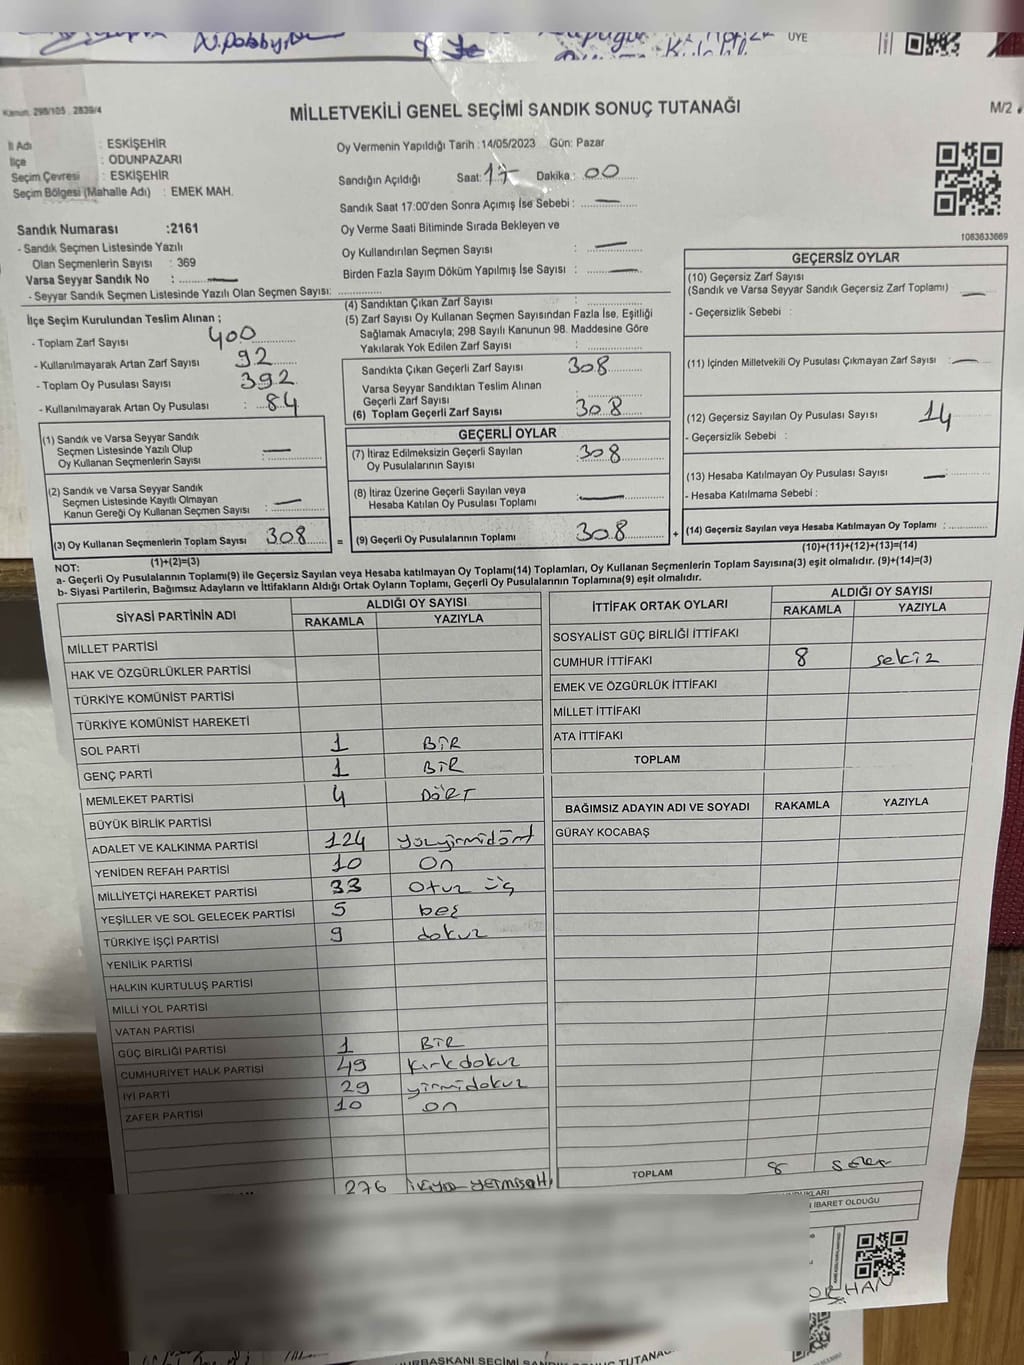 N.
ÜYE
Kanun: 298/105 , 2839/4
MİLLETVEKİLİ GENEL SEÇİMİ SANDIK SONUÇ TUTANAĞI
M/2
İl Adı : ESKİŞEHİR
İlçe : ODUNPAZARI
Seçim Çevresi : ESKİŞEHİR
Seçim Bölgesi (Mahalle Adı) : EMEK MAH.
Oy Vermenin Yapıldığı Tarih : 14/05/2023 Gün: Pazar
Sandığın Açıldığı Saat: 17 Dakika : 00
Sandık Saat 17:00'den Sonra Açımış İse Sebebi : —
Oy Verme Saati Bitiminde Sırada Bekleyen ve
Oy Kullandırılan Seçmen Sayısı : —
Birden Fazla Sayım Döküm Yapılmış İse Sayısı : —
1083633669
Sandık Numarası :2161
- Sandık Seçmen Listesinde Yazılı
Olan Seçmenlerin Sayısı : 369
Varsa Seyyar Sandık No : —
- Seyyar Sandık Seçmen Listesinde Yazılı Olan Seçmen Sayısı:
İlçe Seçim Kurulundan Teslim Alınan ;
- Toplam Zarf Sayısı : 400
- Kullanılmayarak Artan Zarf Sayısı : 92
- Toplam Oy Pusulası Sayısı : 392
- Kullanılmayarak Artan Oy Pusulası : 84
(1) Sandık ve Varsa Seyyar Sandık
Seçmen Listesinde Yazılı Olup
Oy Kullanan Seçmenlerin Sayısı : —
(2) Sandık ve Varsa Seyyar Sandık
Seçmen Listesinde Kayıtlı Olmayan
Kanun Gereği Oy Kullanan Seçmen Sayısı : —
(3) Oy Kullanan Seçmenlerin Toplam Sayısı 308
(1)+(2)=(3)
(4) Sandıktan Çıkan Zarf Sayısı :
(5) Zarf Sayısı Oy Kullanan Seçmen Sayısından Fazla İse, Eşitliği
Sağlamak Amacıyla; 298 Sayılı Kanunun 98. Maddesine Göre
Yakılarak Yok Edilen Zarf Sayısı :
Sandıkta Çıkan Geçerli Zarf Sayısı 308
Varsa Seyyar Sandıktan Teslim Alınan
Geçerli Zarf Sayısı :
(6) Toplam Geçerli Zarf Sayısı : 308
GEÇERLİ OYLAR
(7) İtiraz Edilmeksizin Geçerli Sayılan
Oy Pusulalarının Sayısı : 308
(8) İtiraz Üzerine Geçerli Sayılan veya
Hesaba Katılan Oy Pusulası Toplamı : —
= (9) Geçerli Oy Pusulalarının Toplamı 308 +
GEÇERSİZ OYLAR
(10) Geçersiz Zarf Sayısı
(Sandık ve Varsa Seyyar Sandık Geçersiz Zarf Toplamı) —
- Geçersizlik Sebebi :
(11) İçinden Milletvekili Oy Pusulası Çıkmayan Zarf Sayısı : —
(12) Geçersiz Sayılan Oy Pusulası Sayısı : 14
- Geçersizlik Sebebi :
(13) Hesaba Katılmayan Oy Pusulası Sayısı : —
- Hesaba Katılmama Sebebi :
(14) Geçersiz Sayılan veya Hesaba Katılmayan Oy Toplamı :
(10)+(11)+(12)+(13)=(14)
NOT:
a- Geçerli Oy Pusulalarının Toplamı(9) ile Geçersiz Sayılan veya Hesaba katılmayan Oy Toplamı(14) Toplamları, Oy Kullanan Seçmenlerin Toplam Sayısına(3) eşit olmalıdır. (9)+(14)=(3)
b- Siyasi Partilerin, Bağımsız Adayların ve İttifakların Aldığı Ortak Oyların Toplamı, Geçerli Oy Pusulalarının Toplamına(9) eşit olmalıdır.
SİYASİ PARTİNİN ADI ALDIĞI OY SAYISI
RAKAMLA YAZIYLA
MİLLET PARTİSİ
HAK VE ÖZGÜRLÜKLER PARTİSİ
TÜRKİYE KOMÜNİST PARTİSİ
TÜRKİYE KOMÜNİST HAREKETİ
SOL PARTİ 1 BİR
GENÇ PARTİ 1 BİR
MEMLEKET PARTİSİ 4 DÖRT
BÜYÜK BİRLİK PARTİSİ
ADALET VE KALKINMA PARTİSİ 124 yüzyirmidört
YENİDEN REFAH PARTİSİ 10 On
MİLLİYETÇİ HAREKET PARTİSİ 33 Otuz üç
YEŞİLLER VE SOL GELECEK PARTİSİ 5 beş
TÜRKİYE İŞÇİ PARTİSİ 9 dokuz
YENİLİK PARTİSİ
HALKIN KURTULUŞ PARTİSİ
MİLLİ YOL PARTİSİ
VATAN PARTİSİ
GÜÇ BİRLİĞİ PARTİSİ 1 BİR
CUMHURİYET HALK PARTİSİ 49 kırkdokuz
İYİ PARTİ 29 yirmidokuz
ZAFER PARTİSİ 10 on
276
İTTİFAK ORTAK OYLARI ALDIĞI OY SAYISI
RAKAMLA YAZIYLA
SOSYALİST GÜÇ BİRLİĞİ İTTİFAKI
CUMHUR İTTİFAKI 8 sekiz
EMEK VE ÖZGÜRLÜK İTTİFAKI
MİLLET İTTİFAKI
ATA İTTİFAKI
TOPLAM
BAĞIMSIZ ADAYIN ADI VE SOYADI RAKAMLA YAZIYLA
GÜRAY KOCABAŞ
TOPLAM 8 sekiz
İBARET OLDUĞU
ORHAN